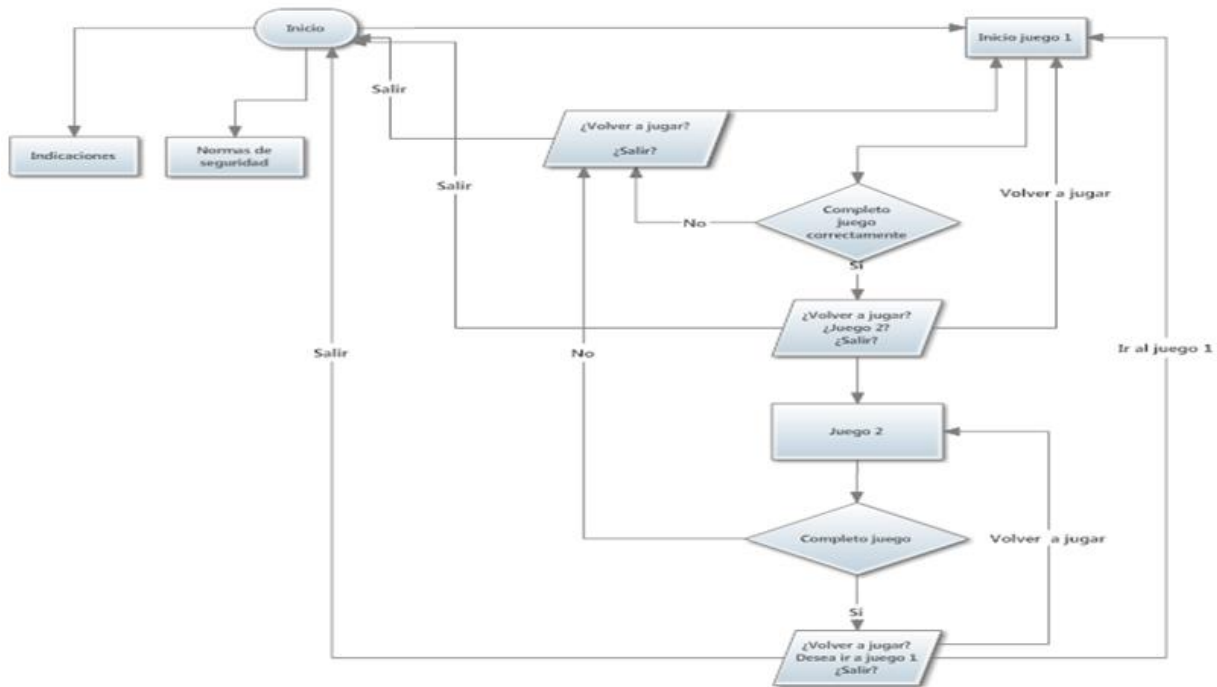 Inicio
Inicio juego 1
Salir
¿Volver a jugar?
¿Salir?
Indicaciones
Normas de
seguridad
Salir
Volver a jugar
Completo
juego
correctamente
No
Si
¿Volver a jugar?
¿Juego 2?
¿Salir?
Salir
No
Ir al juego 1
Juego 2
Completo juego
Volver a jugar
Si
¿Volver a jugar?
Desea ir a juego 1
¿Salir?